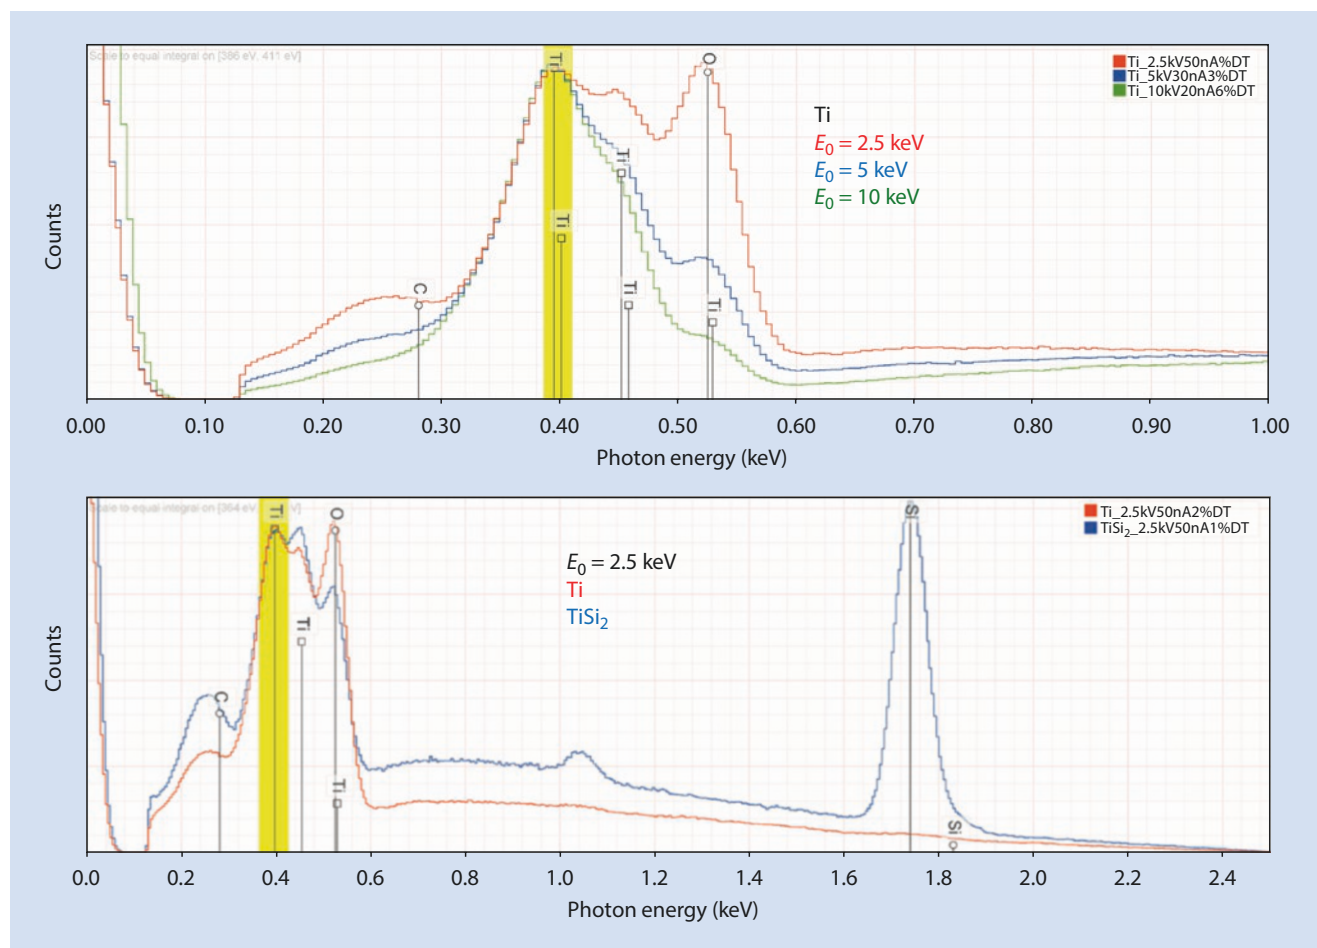 Scale to equal integral on [386 eV, 411 eV]
Ti_2.5kV50nA%DT
Ti_5kV30nA3%DT
Ti_10kV20nA6%DT
Ti
E0 = 2.5 keV
E0 = 5 keV
E0 = 10 keV
Ti
O
Ti
Ti
C
Ti
Ti
Counts
0.00 0.10 0.20 0.30 0.40 0.50 0.60 0.70 0.80 0.90 1.00
Photon energy (keV)
Ti_2.5kV50nA2%DT
TiSi2_2.5kV50nA1%DT
E0 = 2.5 keV
Ti
TiSi2
Ti
O
Si
Ti
C
Ti
Si
Counts
0.0 0.2 0.4 0.6 0.8 1.0 1.2 1.4 1.6 1.8 2.0 2.2 2.4
Photon energy (keV)